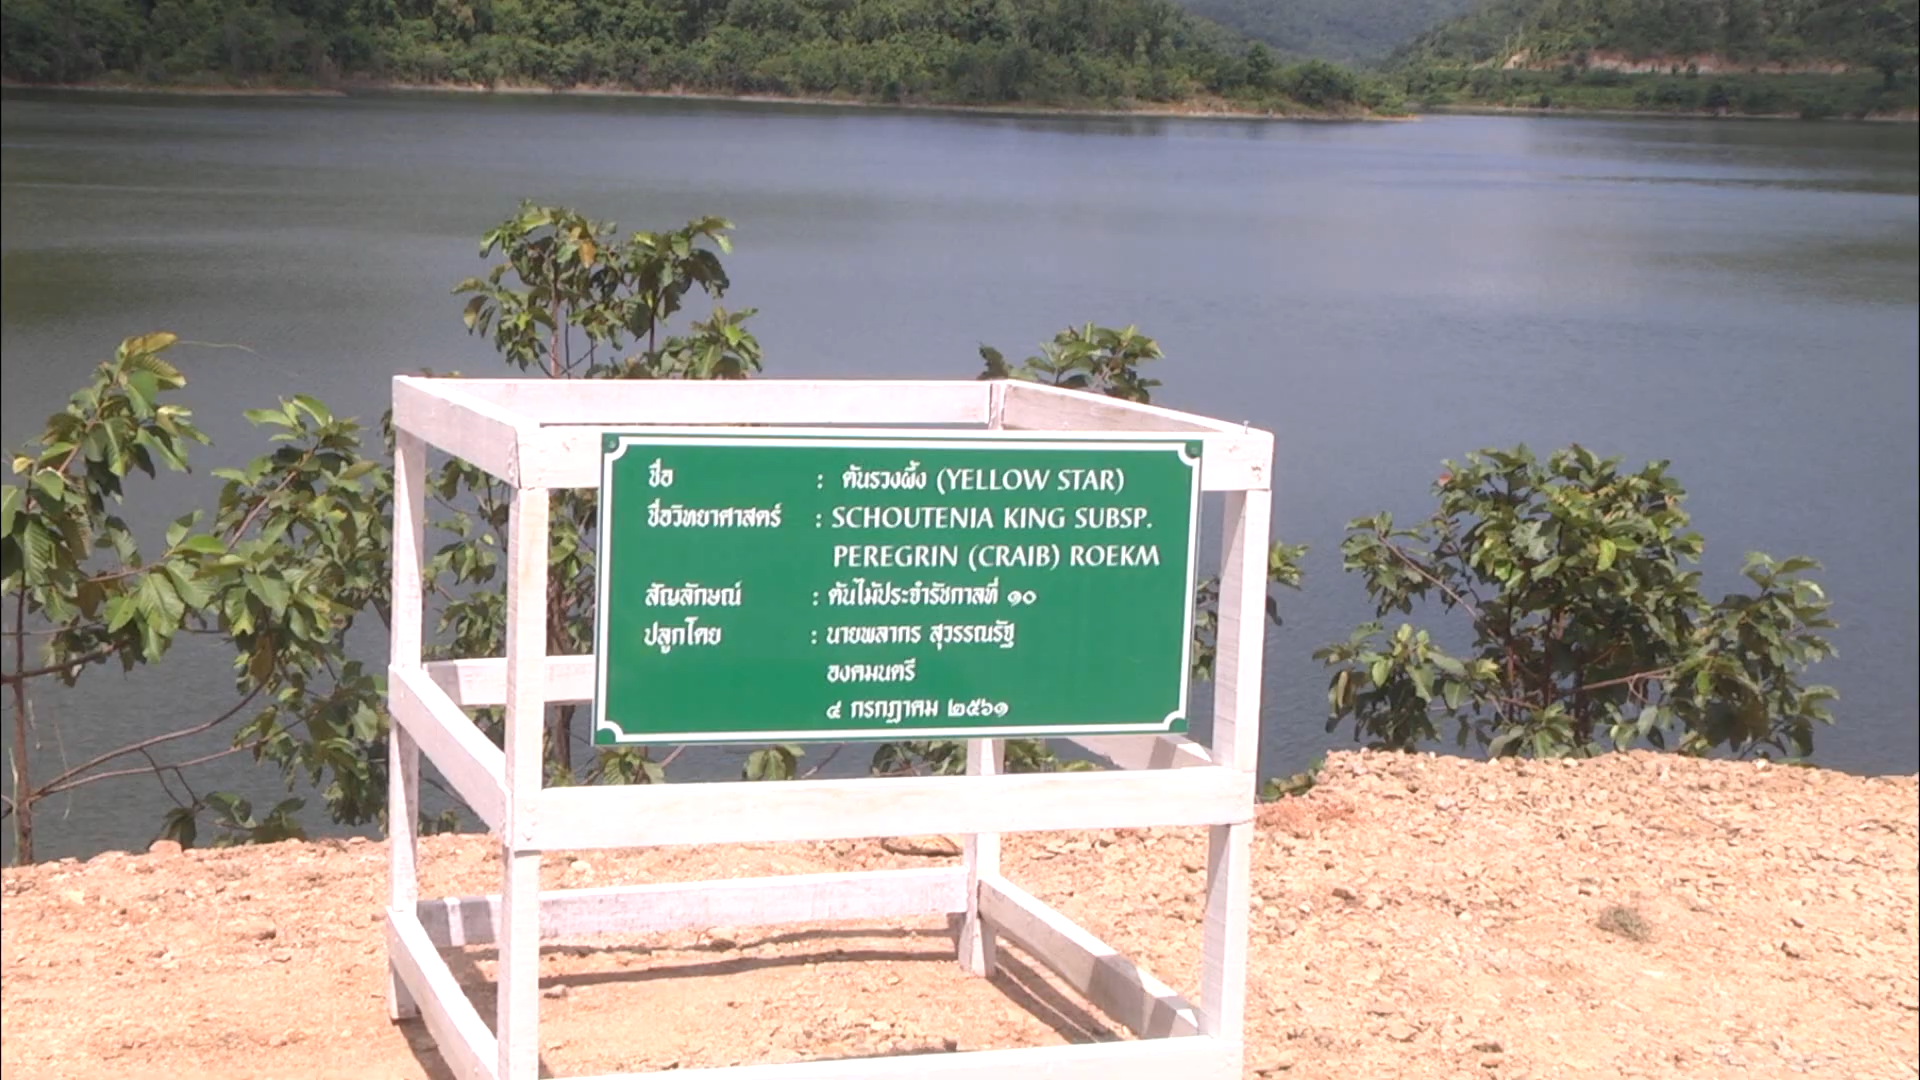 ชื่อ : ต้นรวงผึ้ง (YELLOW STAR)
ชื่อวิทยาศาสตร์ : SCHOUTENIA KING SUBSP.
PEREGRIN (CRAIB) ROEKM
สัญลักษณ์ : ต้นไม้ประจำรัชกาลที่ ๑๐
ปลูกโดย : นายพลากร สุวรรณรัฐ
องคมนตรี
๔ กรกฎาคม ๒๕๖๑